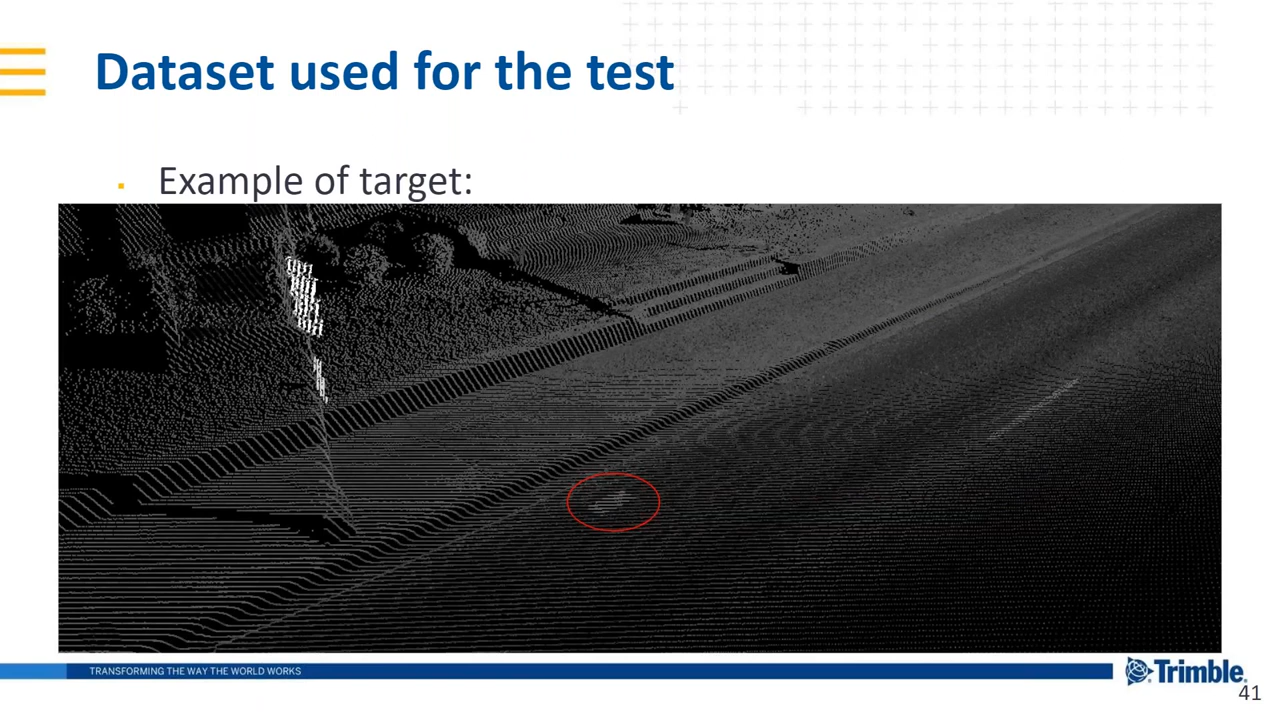 Dataset used for the test
▪ Example of target:
TRANSFORMING THE WAY THE WORLD WORKS
Trimble.
41